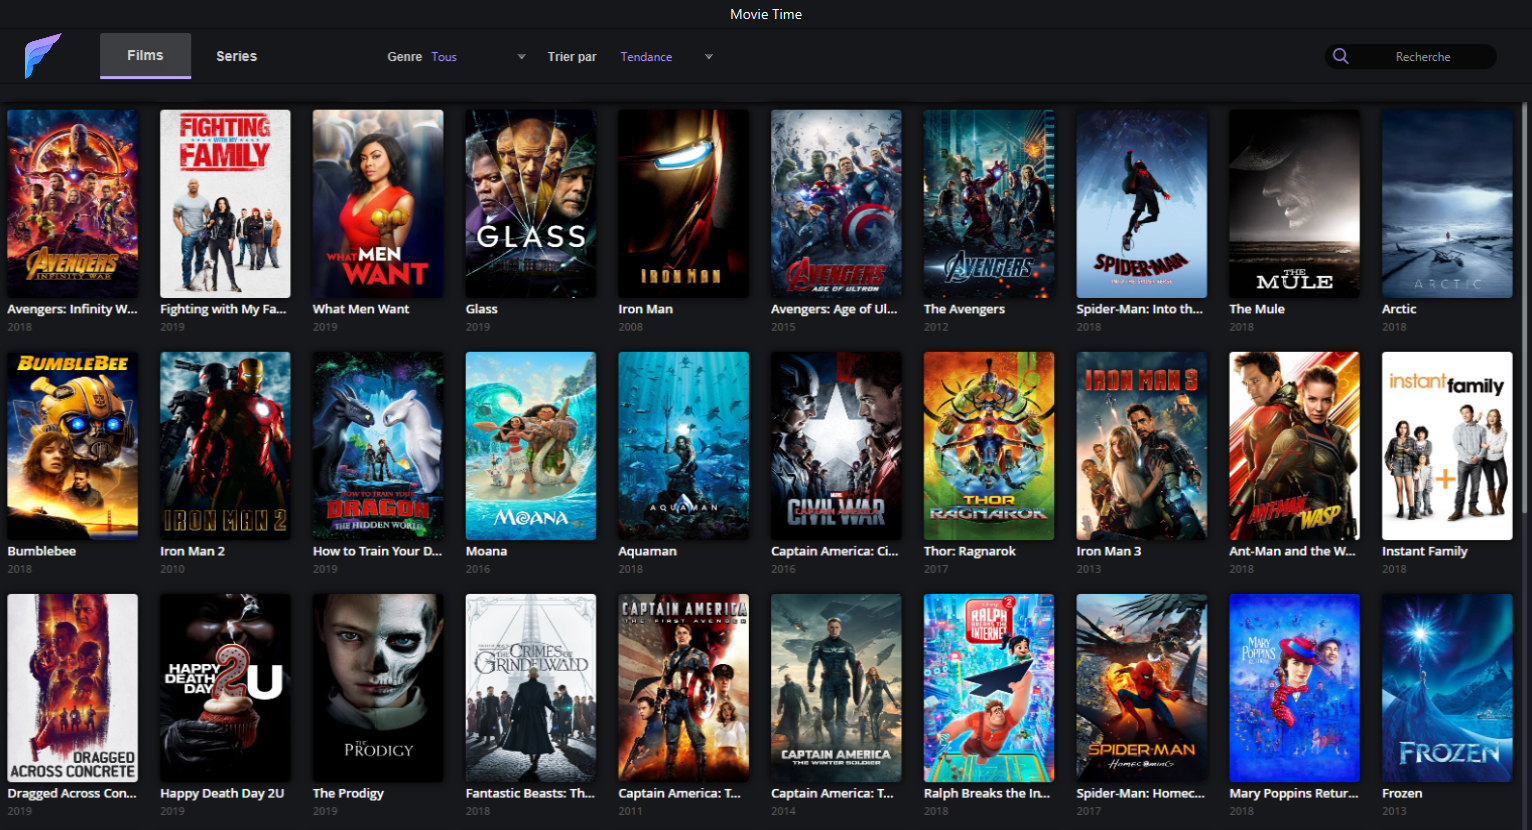 Movie Time
Films
Series
Genre Tous
Trier par Tendance
Recherche
AVENGERS
INFINITY WAR
FIGHTING
WITH MY
FAMILY
WHAT MEN
WANT
GLASS
IRON MAN
AVENGERS
AGE OF ULTRON
AVENGERS
SPIDER-MAN
THE
MULE
ARCTIC
Avengers: Infinity W...
Fighting with My Fa...
What Men Want
Glass
Iron Man
Avengers: Age of Ul...
The Avengers
Spider-Man: Into th...
The Mule
Arctic
2018
2019
2019
2019
2008
2015
2012
2018
2018
2018
BUMBLEBEE
IRON MAN 2
HOW TO TRAIN YOUR
DRAGON
THE HIDDEN WORLD
MOANA
AQUAMAN
MARVEL
CAPTAIN AMERICA
CIVIL WAR
THOR
RAGNAROK
IRON MAN 3
ANT-MAN
AND THE
WASP
instant family
Bumblebee
Iron Man 2
How to Train Your D...
Moana
Aquaman
Captain America: Ci...
Thor: Ragnarok
Iron Man 3
Ant-Man and the W...
Instant Family
2018
2010
2019
2016
2018
2016
2017
2013
2018
2018
DRAGGED
ACROSS CONCRETE
HAPPY
DEATH
DAY
2U
THE
PRODIGY
THE CRIMES OF
GRINDELWALD
CAPTAIN AMERICA
THE FIRST AVENGER
CAPTAIN AMERICA
THE WINTER SOLDIER
RALPH
BREAKS THE
INTERNET
2
SPIDER-MAN
HOMECOMING
MARY
POPPINS
RETURNS
FROZEN
Dragged Across Con...
Happy Death Day 2U
The Prodigy
Fantastic Beasts: Th...
Captain America: T...
Captain America: T...
Ralph Breaks the In...
Spider-Man: Homec...
Mary Poppins Retur...
Frozen
2019
2019
2019
2018
2011
2014
2018
2017
2018
2013